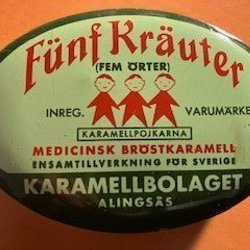 Fünf Kräuter
(FEM ÖRTER)
INREG. VARUMÄRKE
KARAMELLPOJKARNA
MEDICINSK BRÖSTKARAMELL
ENSAMTILLVERKNING FÖR SVERIGE
KARAMELLBOLAGET
- ALINGSÅS -